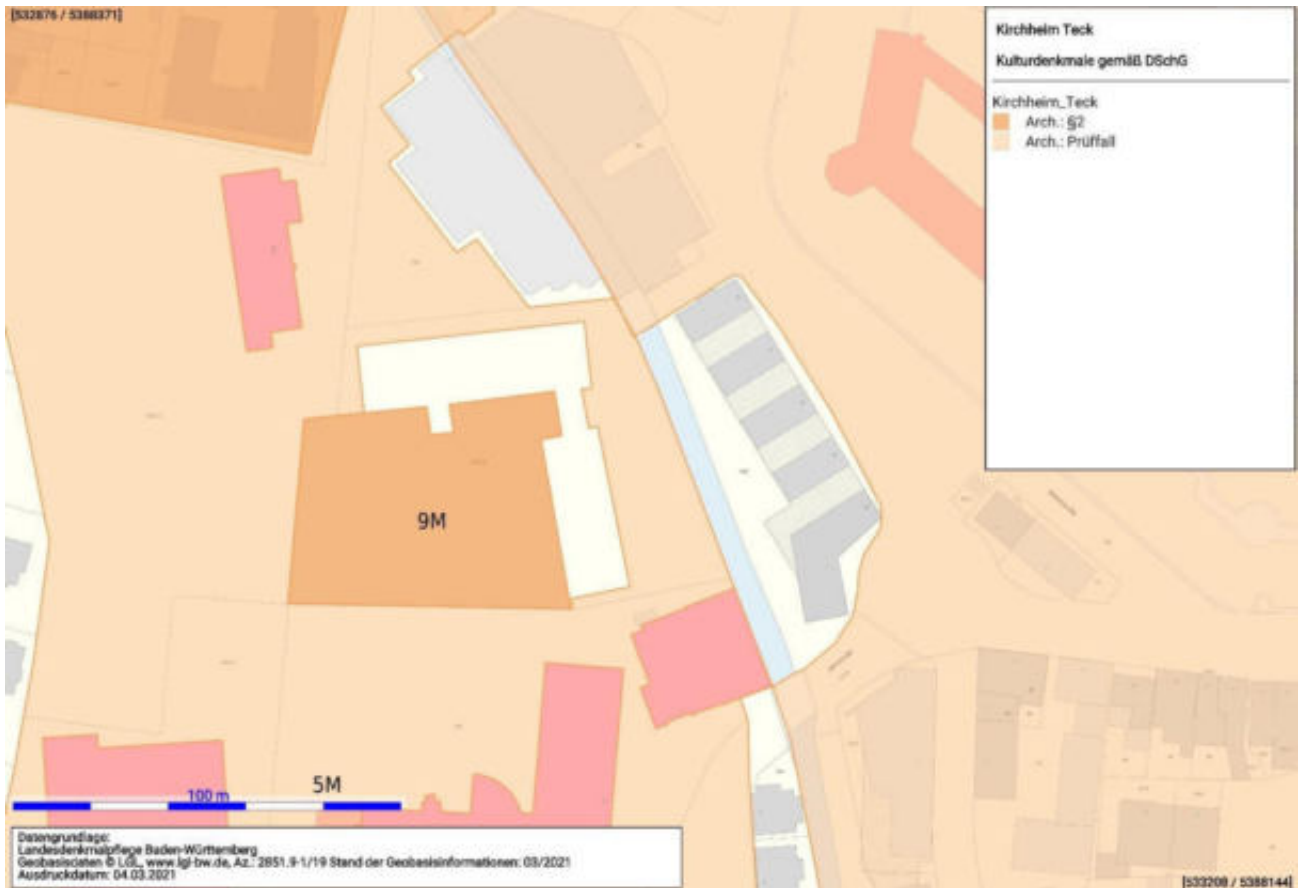 [532876 / 5388371]
Kirchheim Teck
Kulturdenkmale gemäß DSchG
Kirchheim_Teck
Arch.: §2
Arch.: Prüffall
9M
5M
100 m
Datengrundlage:
Landesdenkmalpflege Baden-Württemberg
Geobasisdaten © LGL, www.lgl-bw.de, Az.: 2851.9-1/19 Stand der Geobasisinformationen: 03/2021
Ausdruckdatum: 04.03.2021
[533208 / 5388144]